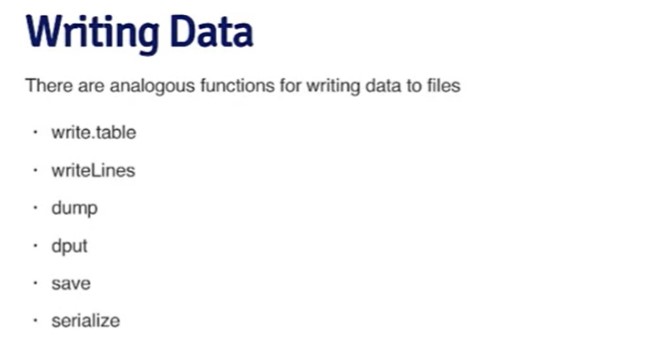 Writing Data
There are analogous functions for writing data to files
· write.table
· writeLines
· dump
· dput
· save
· serialize